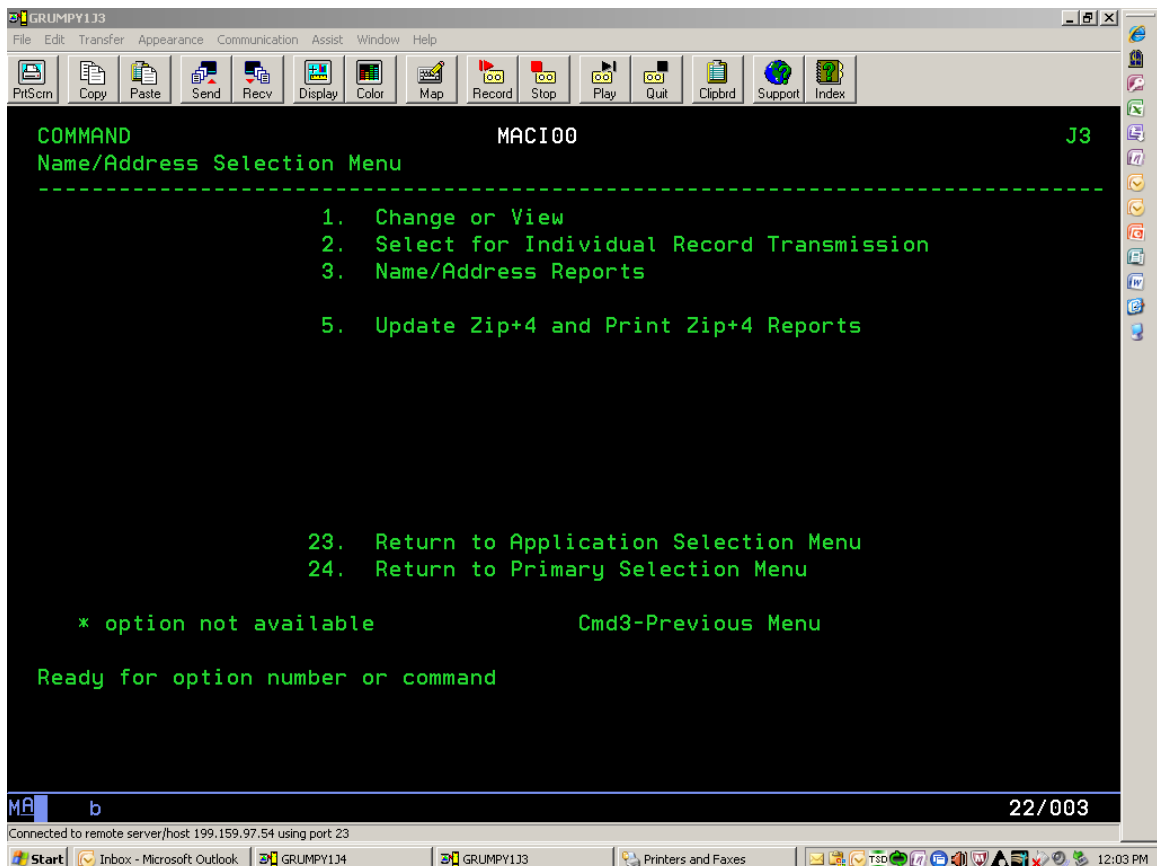 GRUMPY1J3
File Edit Transfer Appearance Communication Assist Window Help
PrtScrn Copy Paste Send Recv Display Color Map Record Stop Play Quit Clipbrd Support Index
COMMAND MACI00 J3
Name/Address Selection Menu
--------------------------------------------------------------------------------
1. Change or View
2. Select for Individual Record Transmission
3. Name/Address Reports
5. Update Zip+4 and Print Zip+4 Reports
23. Return to Application Selection Menu
24. Return to Primary Selection Menu
* option not available Cmd3-Previous Menu
Ready for option number or command
MA b 22/003
Connected to remote server/host 199.159.97.54 using port 23
Start Inbox - Microsoft Outlook GRUMPY1J4 GRUMPY1J3 Printers and Faxes TSD 12:03 PM